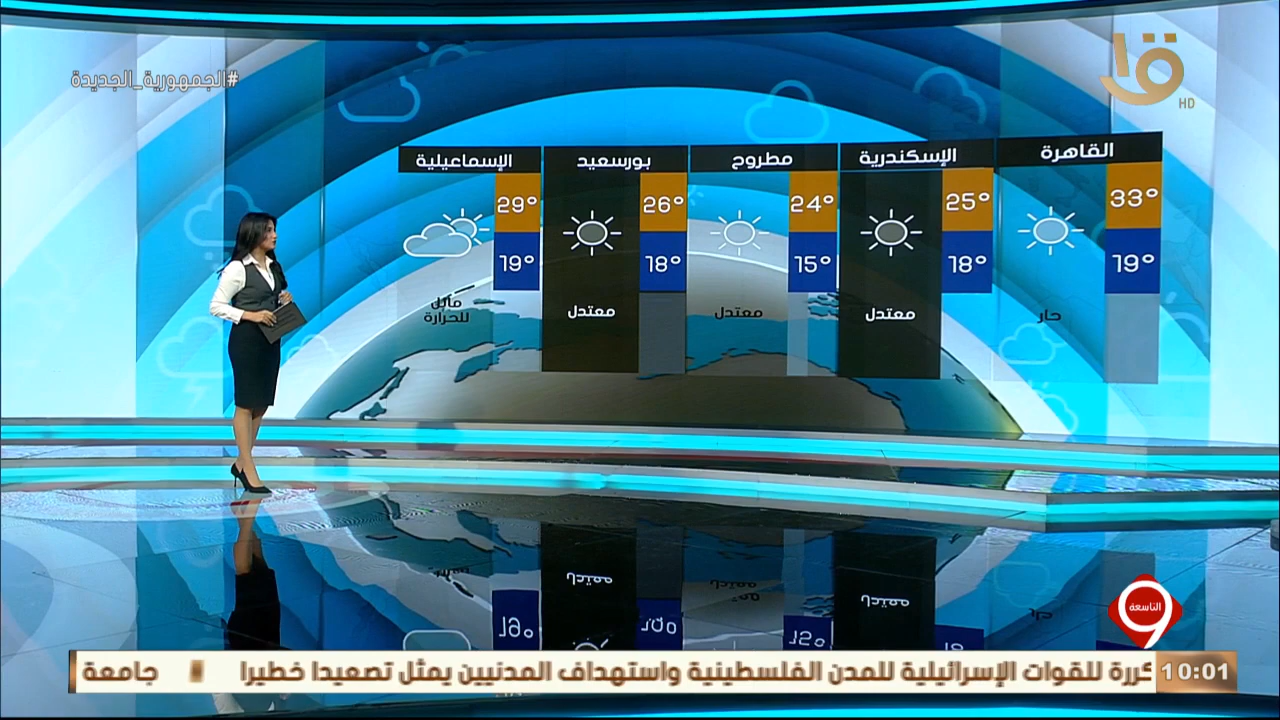 #الجمهورية_الجديدة
HD
القاهرة
33°
19°
حار
الإسكندرية
25°
18°
معتدل
مطروح
24°
15°
معتدل
بورسعيد
26°
18°
معتدل
الإسماعيلية
29°
19°
مائل
للحرارة
التاسعة
9
10:01
كررة للقوات الإسرائيلية للمدن الفلسطينية واستهداف المدنيين يمثل تصعيدا خطيرا
جامعة